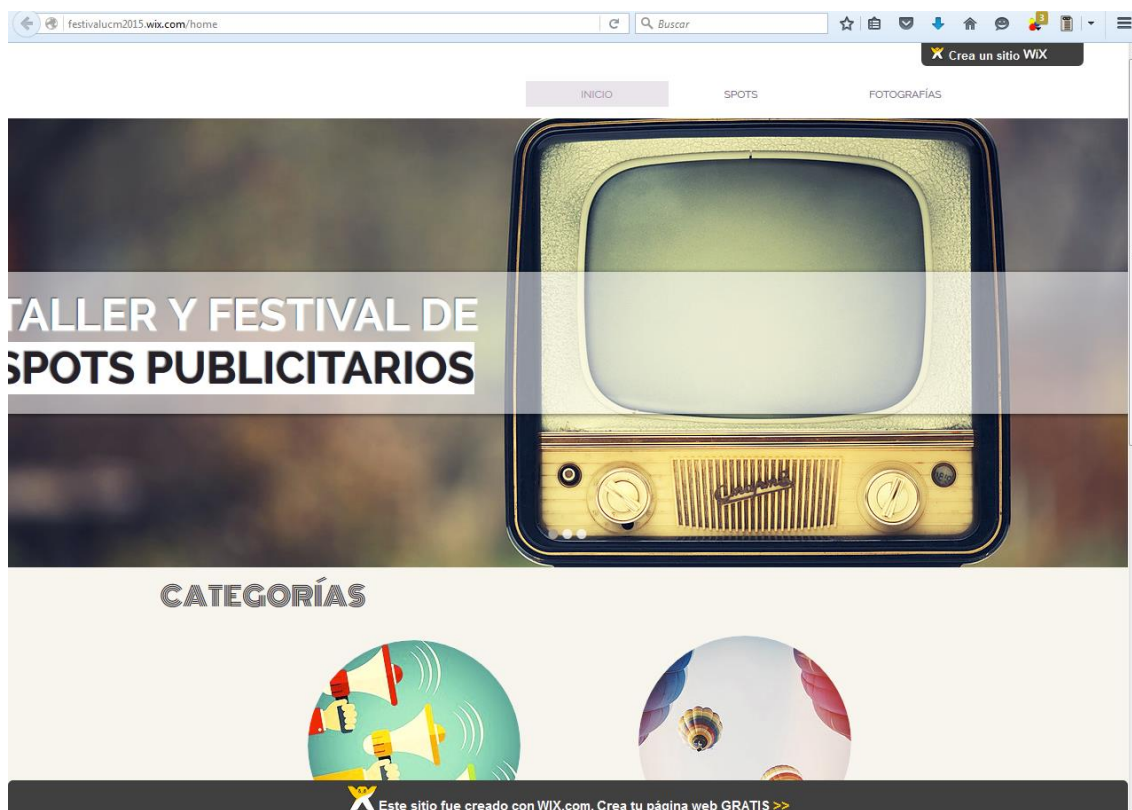 festivalucm2015.wix.com/home
Buscar
3
Crea un sitio WiX
INICIO SPOTS FOTOGRAFÍAS
TALLER Y FESTIVAL DE
SPOTS PUBLICITARIOS
CATEGORÍAS
Este sitio fue creado con WIX.com. Crea tu página web GRATIS >>